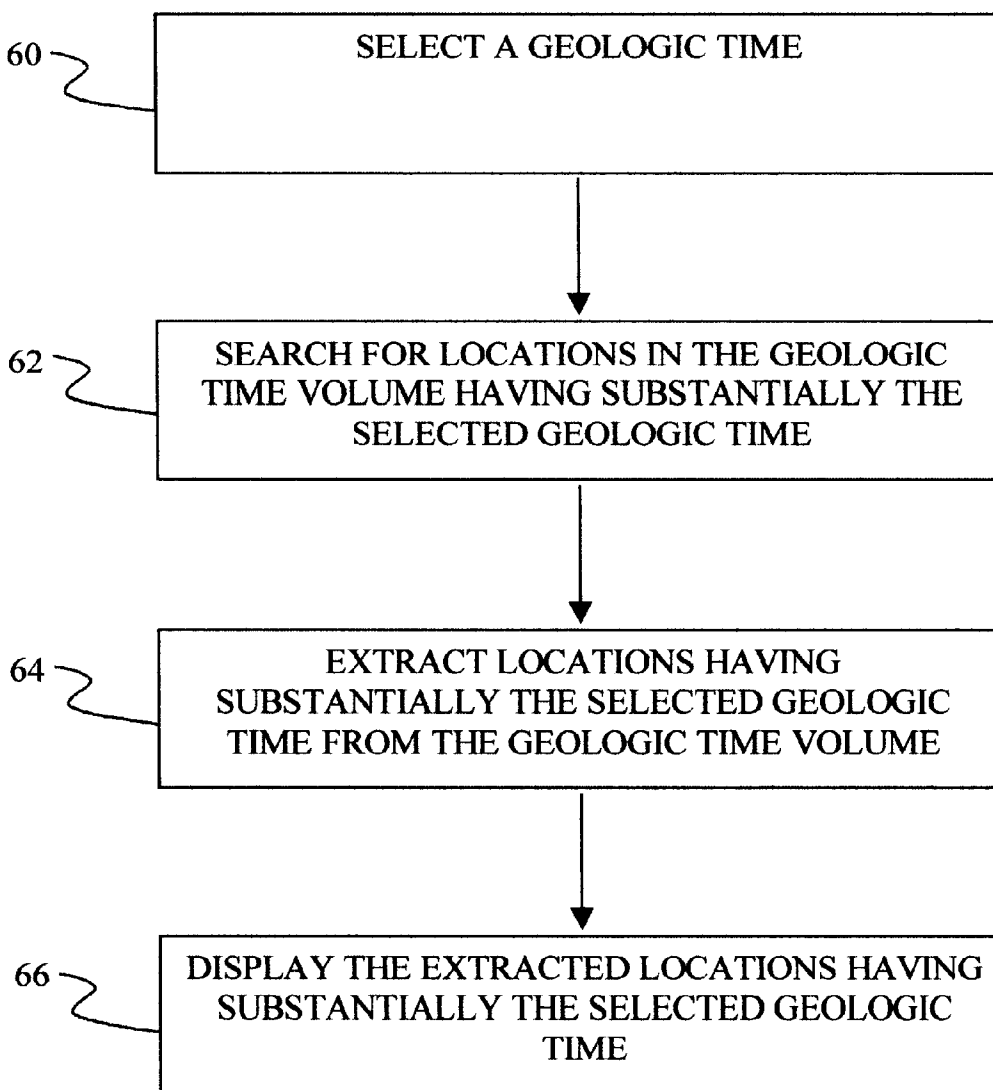 60
SELECT A GEOLOGIC TIME
62
SEARCH FOR LOCATIONS IN THE GEOLOGIC
TIME VOLUME HAVING SUBSTANTIALLY THE
SELECTED GEOLOGIC TIME
64
EXTRACT LOCATIONS HAVING
SUBSTANTIALLY THE SELECTED GEOLOGIC
TIME FROM THE GEOLOGIC TIME VOLUME
66
DISPLAY THE EXTRACTED LOCATIONS HAVING
SUBSTANTIALLY THE SELECTED GEOLOGIC
TIME